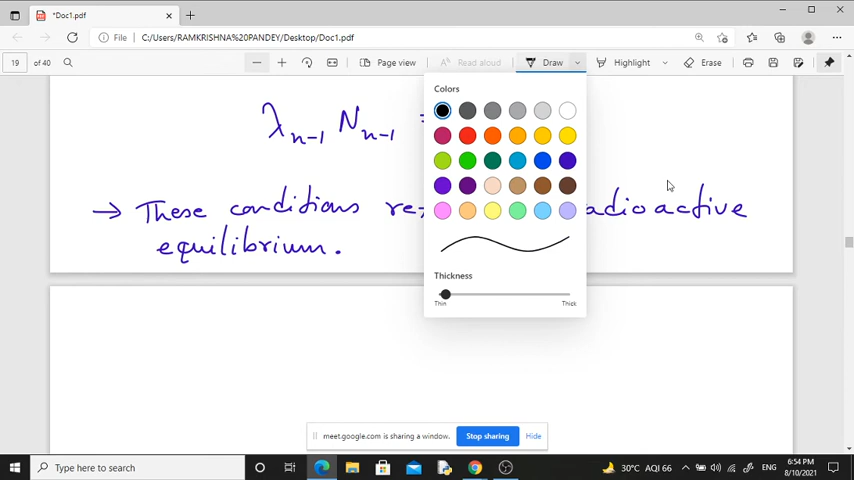 *Doc1.pdf
File C:/Users/RAMKRISHNA%20PANDEY/Desktop/Doc1.pdf
19 of 40 Page view Read aloud Draw Highlight Erase
Colors
λn-1 Nn-1 =
→ These conditions adioactive
equilibrium.
Thickness
Thin Thick
meet.google.com is sharing a window. Stop sharing Hide
Type here to search
30°C AQI 66 ENG 6:54 PM
8/10/2021